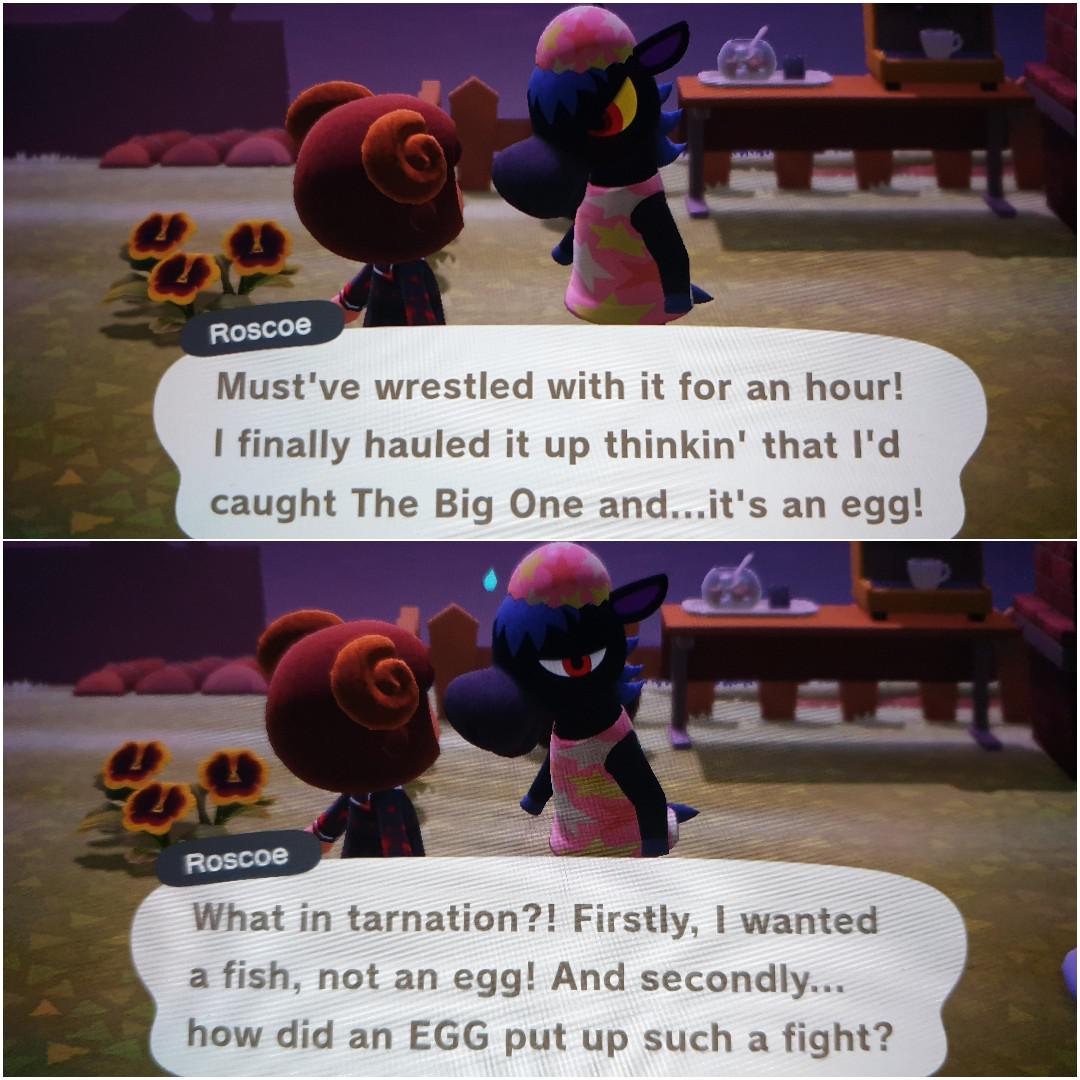 Roscoe
Must've wrestled with it for an hour!
I finally hauled it up thinkin' that I'd
caught The Big One and...it's an egg!
Roscoe
What in tarnation?! Firstly, I wanted
a fish, not an egg! And secondly...
how did an EGG put up such a fight?